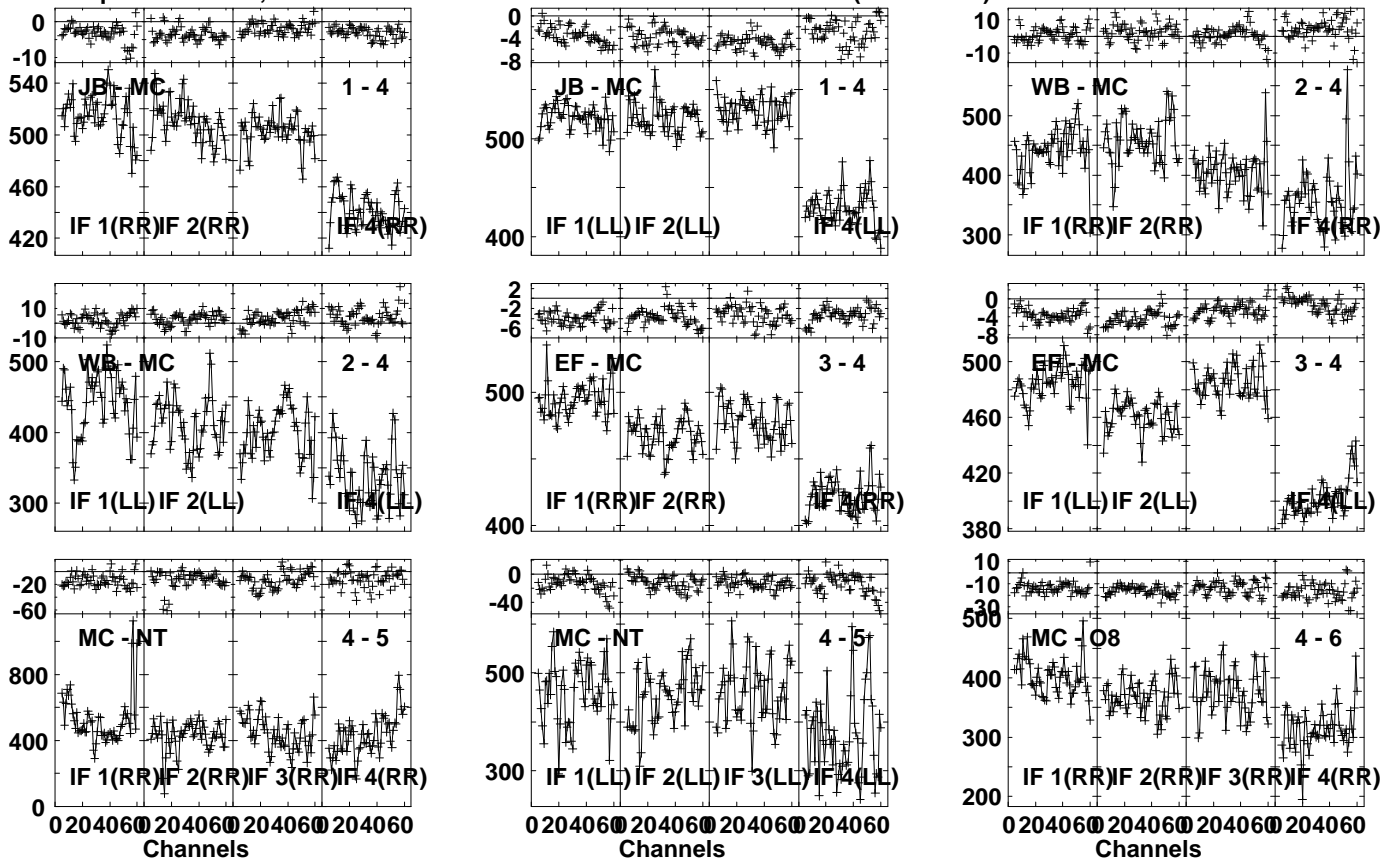 0
-10
540
500
460
420
JB - MC
1 - 4
IF 1(RR)
IF 2(RR)
IF 4(RR)
0
-4
-8
500
400
JB - MC
1 - 4
IF 1(LL)
IF 2(LL)
IF 4(LL)
10
0
-10
450
400
300
WB - MC
2 - 4
IF 1(RR)
IF 2(RR)
IF 4(RR)
10
-10
500
400
300
WB - MC
2 - 4
IF 1(LL)
IF 2(LL)
IF 4(LL)
2
-2
-6
500
400
EF - MC
3 - 4
IF 1(RR)
IF 2(RR)
IF 4(RR)
0
-4
-8
500
460
420
380
EF - MC
3 - 4
IF 1(LL)
IF 2(LL)
IF 4(LL)
-20
-60
800
600
400
0
MC - NT
4 - 5
IF 1(RR)
IF 2(RR)
IF 3(RR)
IF 4(RR)
0 20 40 60 0 20 40 60 0 20 40 60 0 20 40 60
Channels
0
-40
500
300
MC - NT
4 - 5
IF 1(LL)
IF 2(LL)
IF 3(LL)
IF 4(LL)
0 20 40 60 0 20 40 60 0 20 40 60 0 20 40 60
Channels
10
-10
-30
500
400
300
200
MC - O8
4 - 6
IF 1(RR)
IF 2(RR)
IF 3(RR)
IF 4(RR)
0 20 40 60 0 20 40 60 0 20 40 60 0 20 40 60
Channels